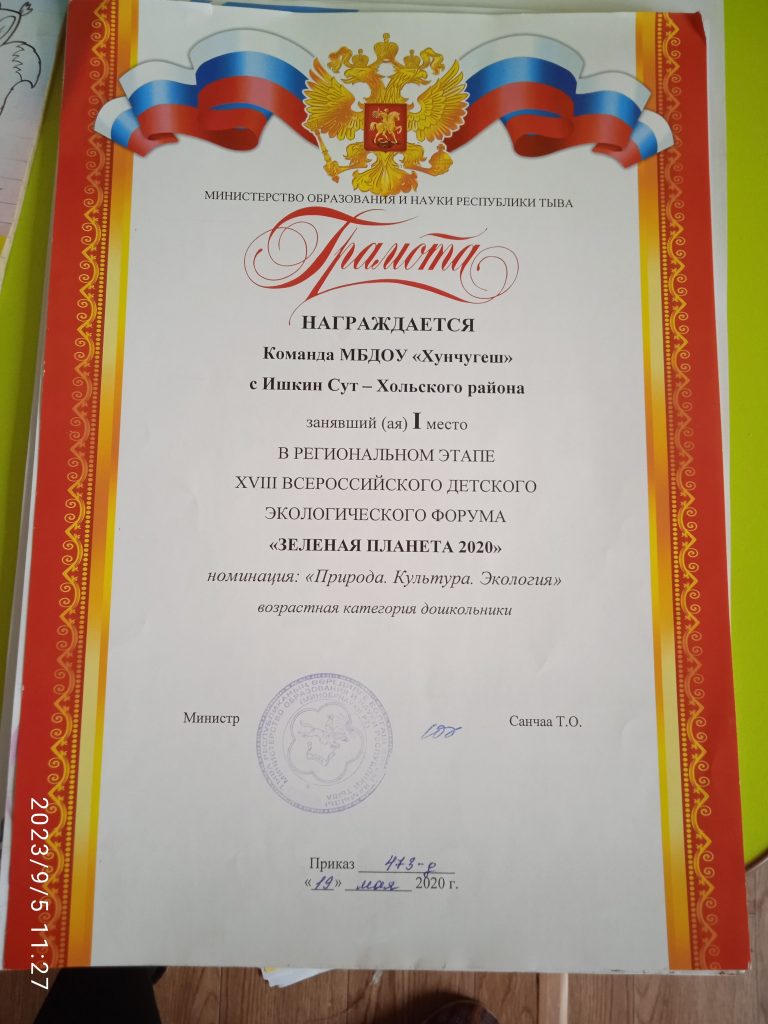 МИНИСТЕРСТВО ОБРАЗОВАНИЯ И НАУКИ РЕСПУБЛИКИ ТЫВА
Грамота
НАГРАЖДАЕТСЯ
Команда МБДОУ «Хунчугеш»
с Ишкин Сут – Хольского района
занявший (ая) I место
В РЕГИОНАЛЬНОМ ЭТАПЕ
XVIII ВСЕРОССИЙСКОГО ДЕТСКОГО
ЭКОЛОГИЧЕСКОГО ФОРУМА
«ЗЕЛЕНАЯ ПЛАНЕТА 2020»
номинация: «Природа. Культура. Экология»
возрастная категория дошкольники
Министр
Санчаа Т.О.
Приказ 473-д
«19» мая 2020 г.
2023/9/5 11:27